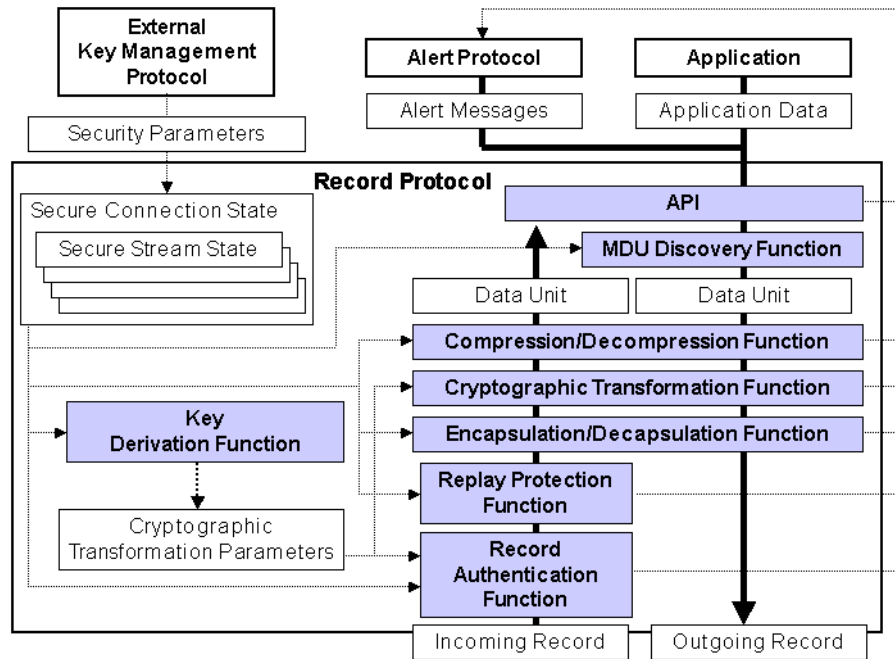 External
Key Management
Protocol
Alert Protocol
Application
Alert Messages
Application Data
Security Parameters
Record Protocol
Secure Connection State
API
Secure Stream State
MDU Discovery Function
Data Unit
Data Unit
Compression/Decompression Function
Cryptographic Transformation Function
Key
Derivation Function
Encapsulation/Decapsulation Function
Replay Protection
Function
Cryptographic
Transformation Parameters
Record
Authentication
Function
Incoming Record
Outgoing Record